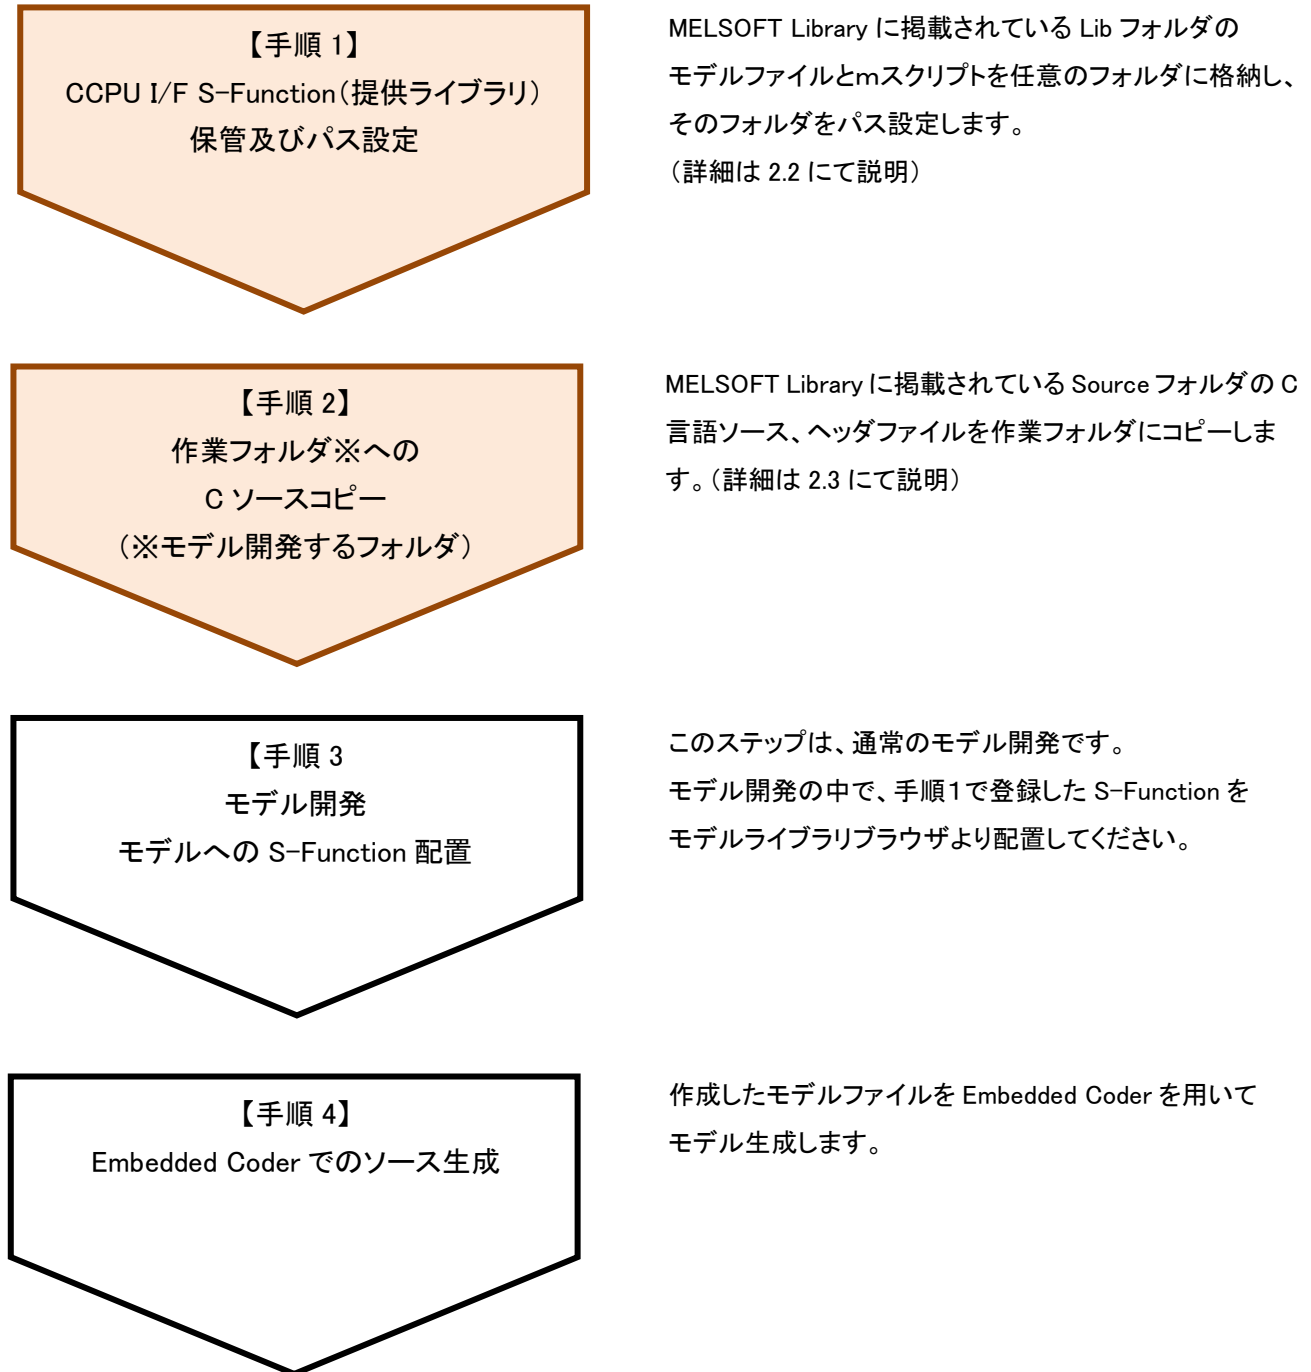 【手順 1】
CCPU I/F S-Function（提供ライブラリ）
保管及びパス設定
MELSOFT Library に掲載されている Lib フォルダの
モデルファイルとmスクリプトを任意のフォルダに格納し、
そのフォルダをパス設定します。
（詳細は 2.2 にて説明）
【手順 2】
作業フォルダ※への
C ソースコピー
（※モデル開発するフォルダ）
MELSOFT Library に掲載されている Source フォルダの C
言語ソース、ヘッダファイルを作業フォルダにコピーしま
す。（詳細は 2.3 にて説明）
【手順 3
モデル開発
モデルへの S-Function 配置
このステップは、通常のモデル開発です。
モデル開発の中で、手順１で登録した S-Function を
モデルライブラリブラウザより配置してください。
【手順 4】
Embedded Coder でのソース生成
作成したモデルファイルを Embedded Coder を用いて
モデル生成します。